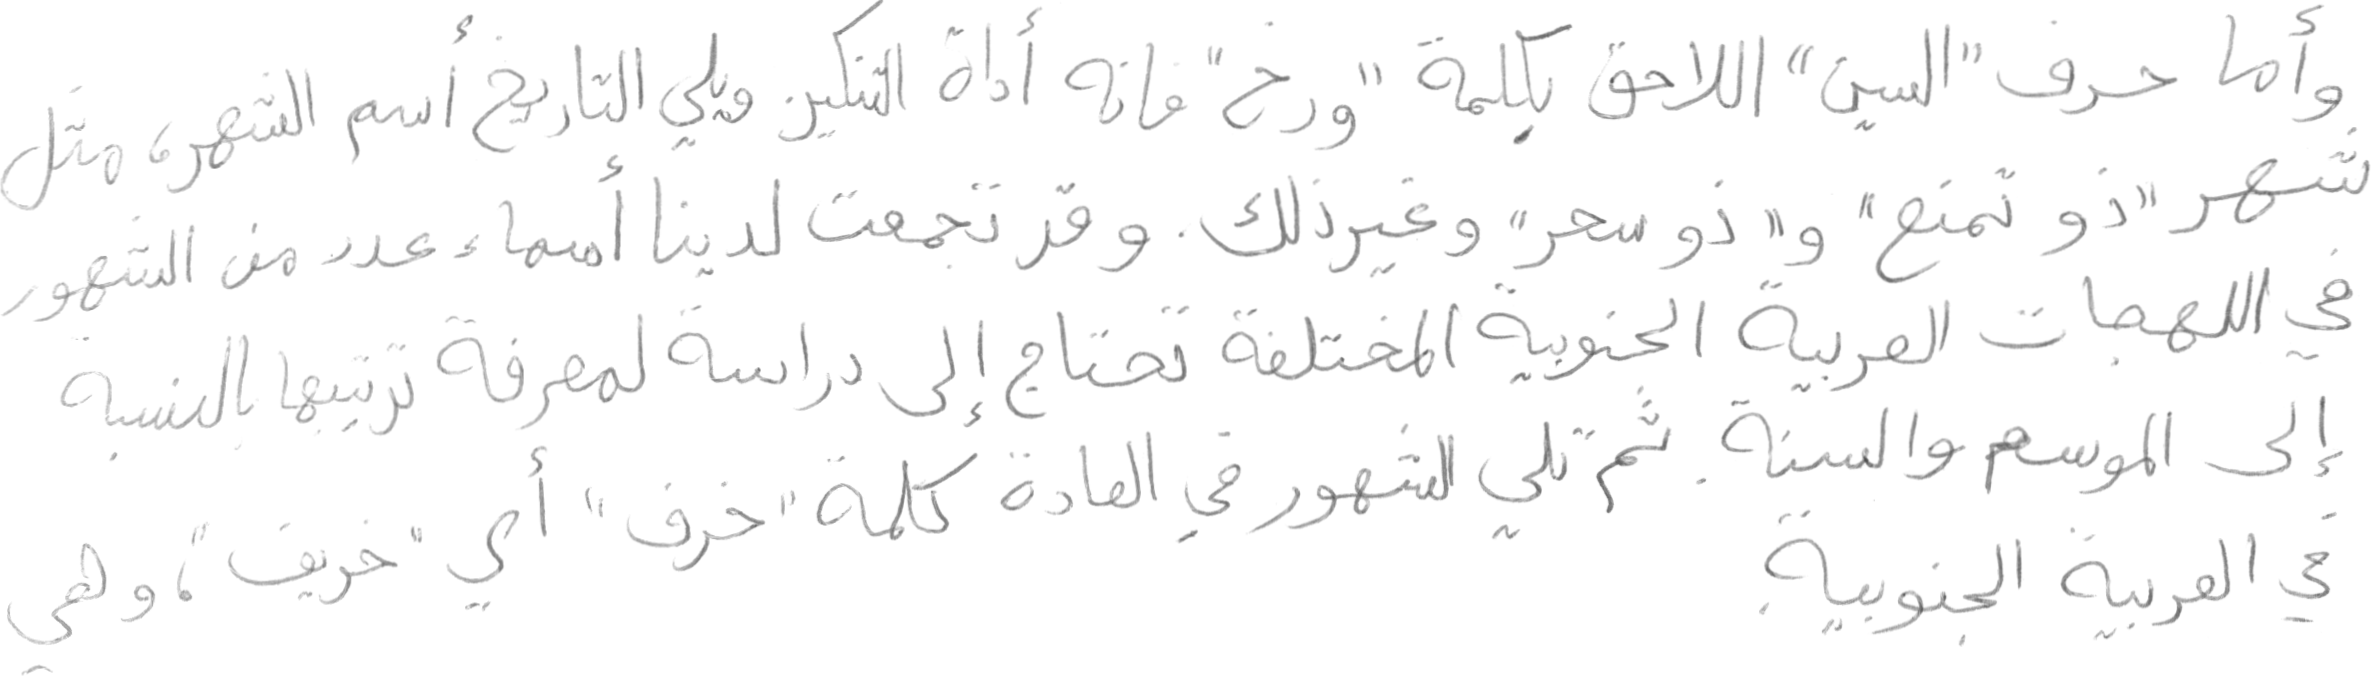 وأما حرف "السين" اللاحق بكلمة "ورخ" فانه أداة التنكير. ويلي التاريخ أسم الشهر، مثل
شهر "ذو تمنع" و"ذو سحر" وغير ذلك. وقد تجمعت لدينا أسماء عدد من الشهور
في اللهجات العربية الجنوبية المختلفة تحتاج إلى دراسة لمعرفة ترتيبها بالنسبة
إلى الموسم والسنة. ثم تلي الشهور في العادة كلمة "خرف" أي "خريف"، وهي
في العربية الجنوبية.